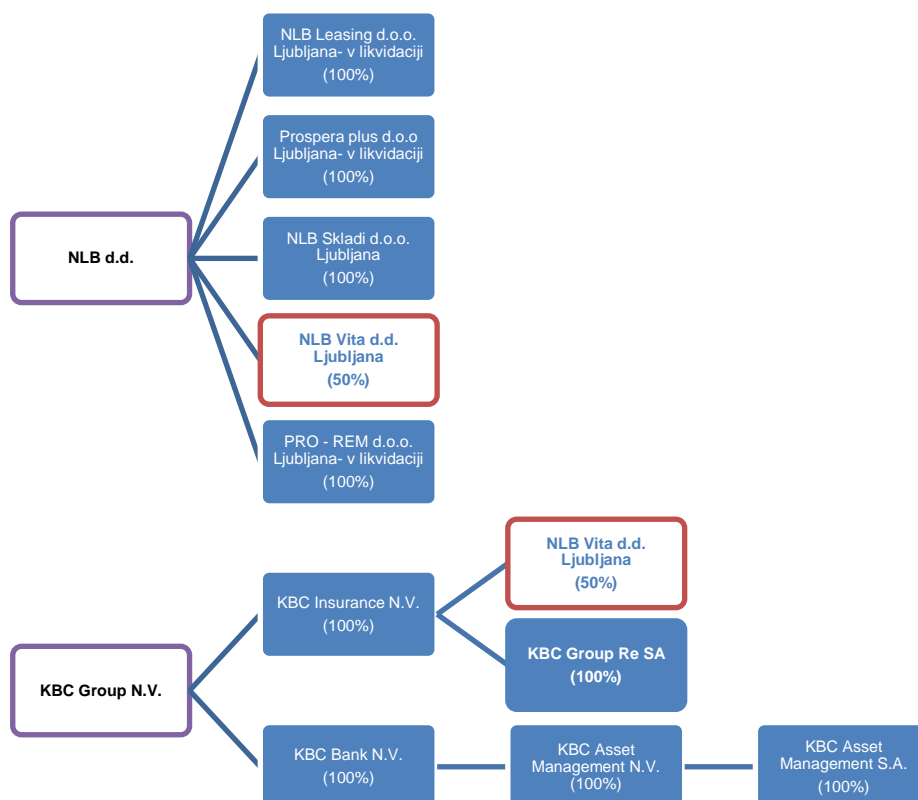 NLB Leasing d.o.o.
Ljubljana- v likvidaciji
(100%)
Prospera plus d.o.o
Ljubljana- v likvidaciji
(100%)
NLB d.d.
NLB Skladi d.o.o.
Ljubljana
(100%)
NLB Vita d.d.
Ljubljana
(50%)
PRO - REM d.o.o.
Ljubljana- v likvidaciji
(100%)
KBC Group N.V.
KBC Insurance N.V.
(100%)
NLB Vita d.d.
Ljubljana
(50%)
KBC Group Re SA
(100%)
KBC Bank N.V.
(100%)
KBC Asset
Management N.V.
(100%)
KBC Asset
Management S.A.
(100%)